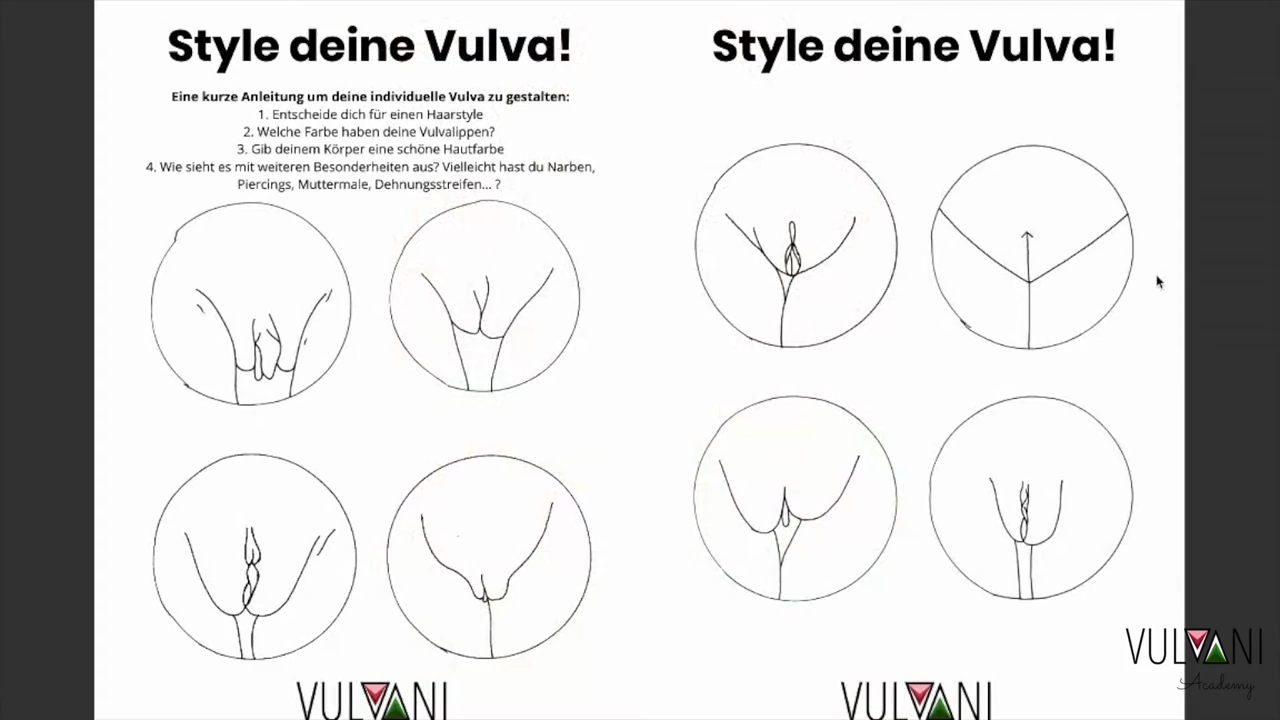 Style deine Vulva!
Eine kurze Anleitung um deine individuelle Vulva zu gestalten:
1. Entscheide dich für einen Haarstyle
2. Welche Farbe haben deine Vulvalippen?
3. Gib deinem Körper eine schöne Hautfarbe
4. Wie sieht es mit weiteren Besonderheiten aus? Vielleicht hast du Narben,
Piercings, Muttermale, Dehnungsstreifen... ?
VULVANI
Style deine Vulva!
VULVANI
VULVANI
Academy